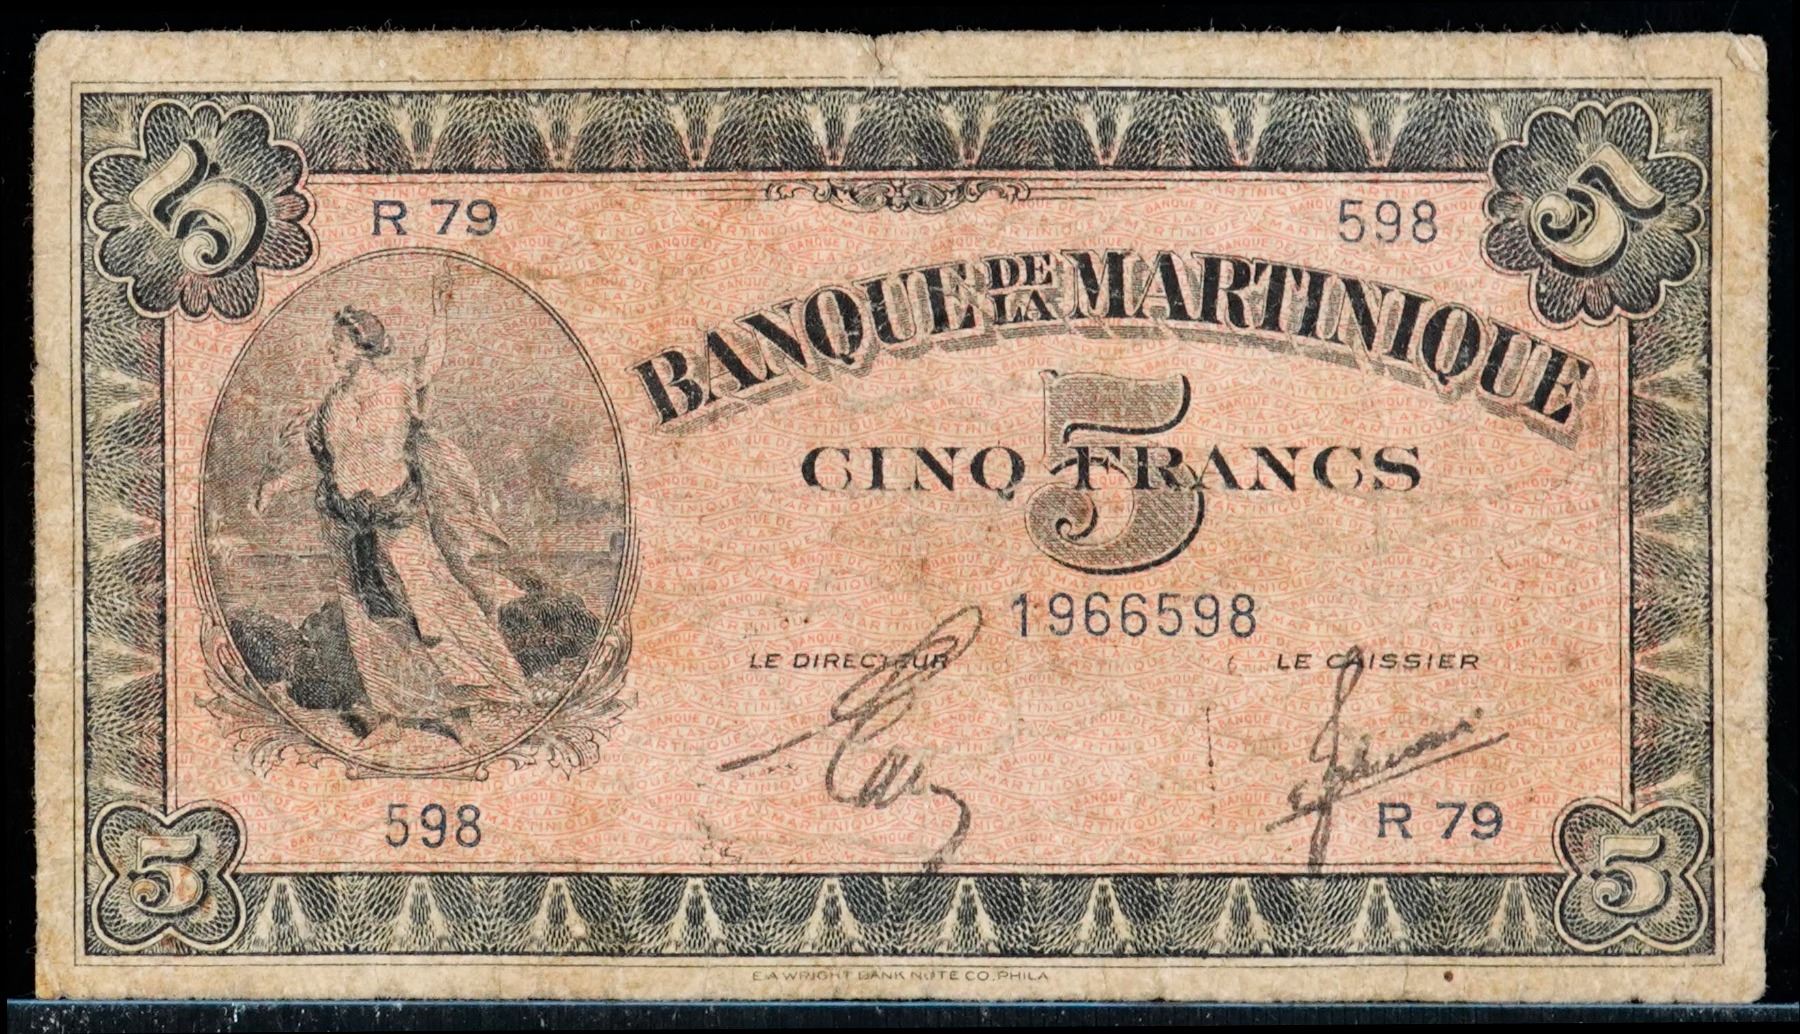 5 5
R 79 598
BANQUE DE LA MARTINIQUE
5
CINQ FRANCS
1966598
LE DIRECTEUR LE CAISSIER
598 R 79
5 5
E.A.WRIGHT BANK NOTE CO.PHILA